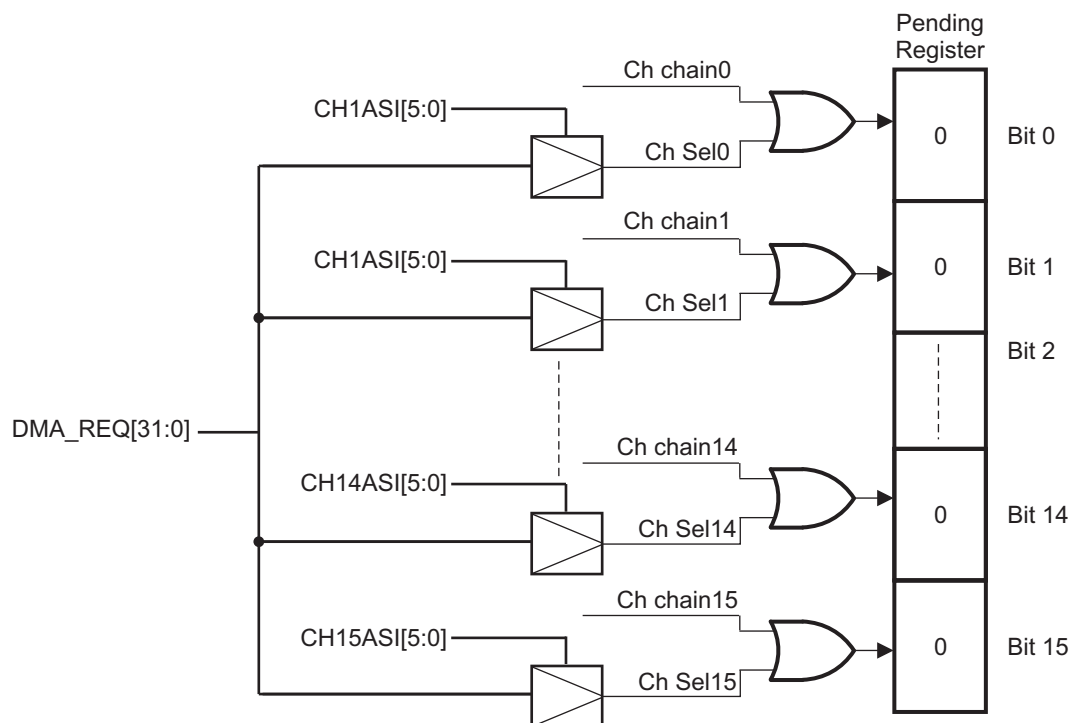 Pending
Register
Ch chain0
CH1ASI[5:0]
0
Bit 0
Ch Sel0
Ch chain1
CH1ASI[5:0]
0
Bit 1
Ch Sel1
Bit 2
DMA_REQ[31:0]
Ch chain14
CH14ASI[5:0]
0
Bit 14
Ch Sel14
Ch chain15
CH15ASI[5:0]
0
Bit 15
Ch Sel15